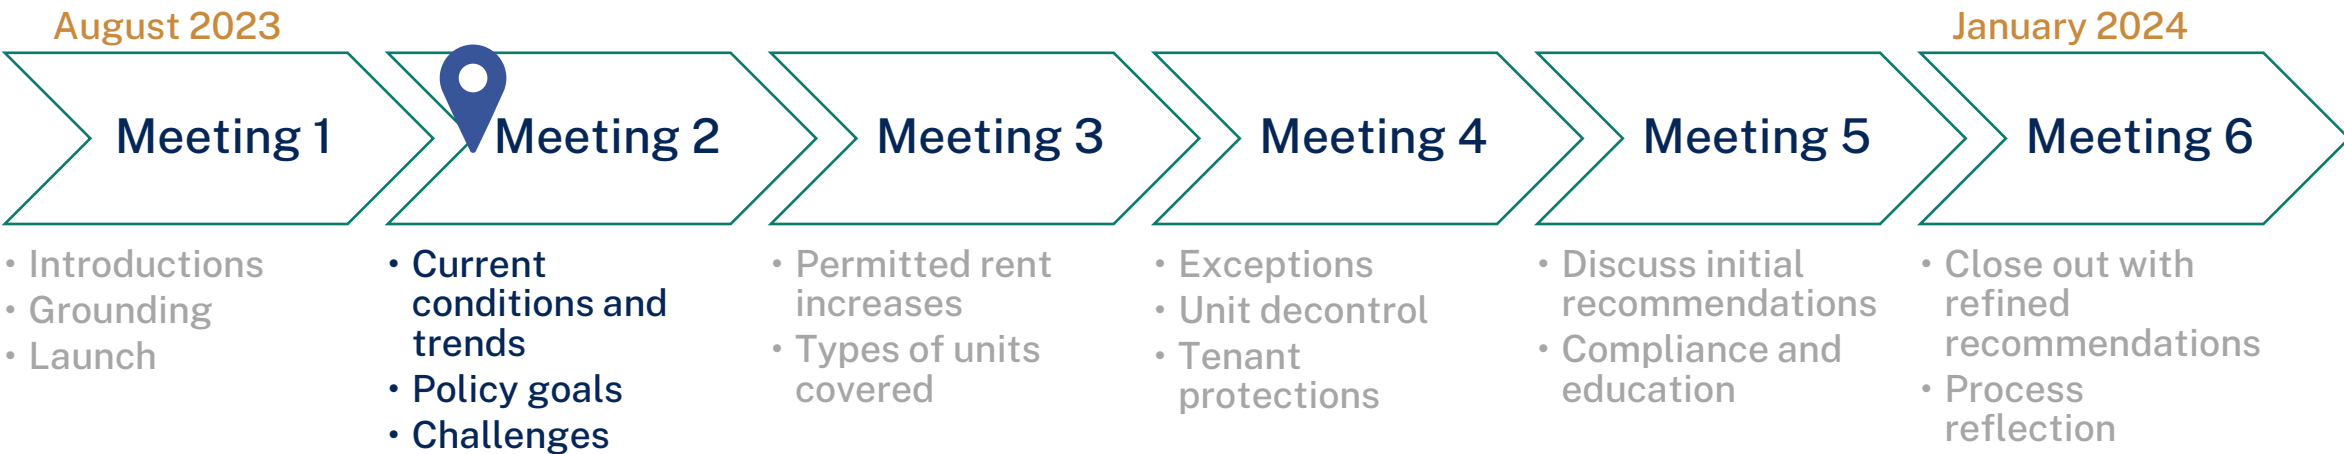 August 2023
January 2024
Meeting 1
Meeting 2
Meeting 3
Meeting 4
Meeting 5
Meeting 6
• Introductions
• Grounding
• Launch
• Current
conditions and
trends
• Policy goals
• Challenges
• Permitted rent
increases
• Types of units
covered
• Exceptions
• Unit decontrol
• Tenant
protections
• Discuss initial
recommendations
• Compliance and
education
• Close out with
refined
recommendations
• Process
reflection